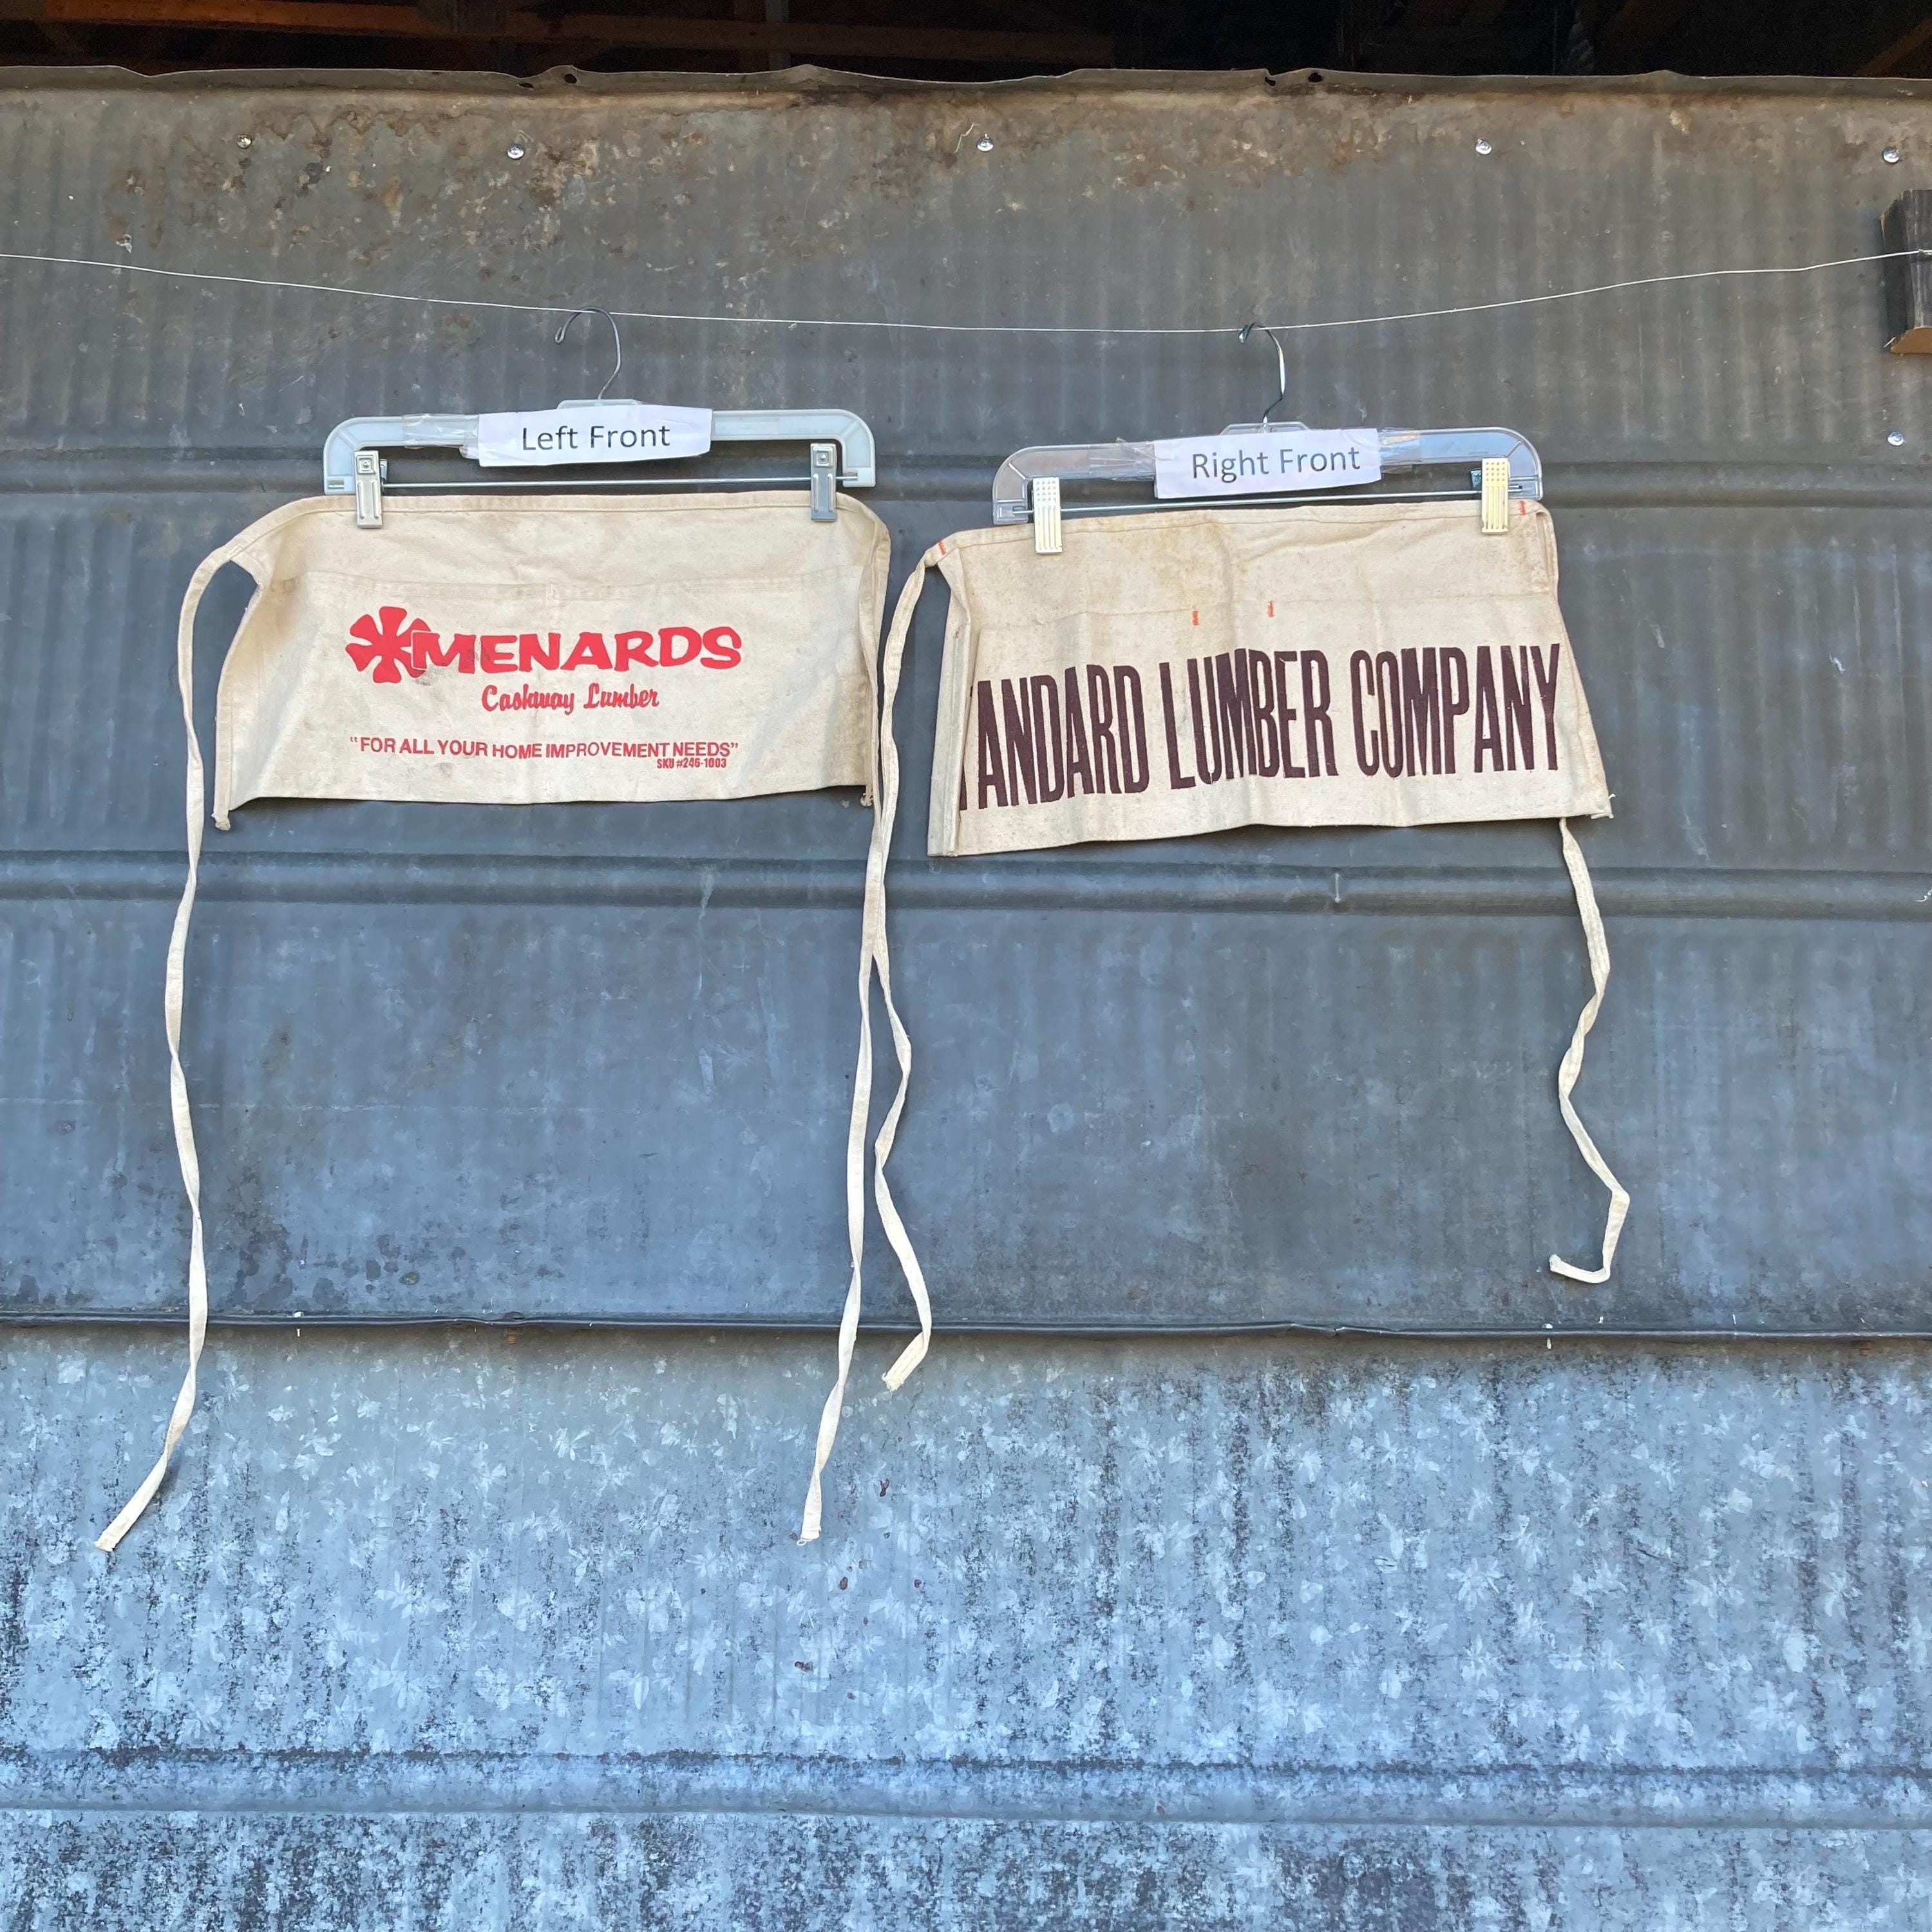 Left Front
MENARDS
Cashway Lumber
"FOR ALL YOUR HOME IMPROVEMENT NEEDS"
SKU #246-1003
Right Front
TANDARD LUMBER COMPANY